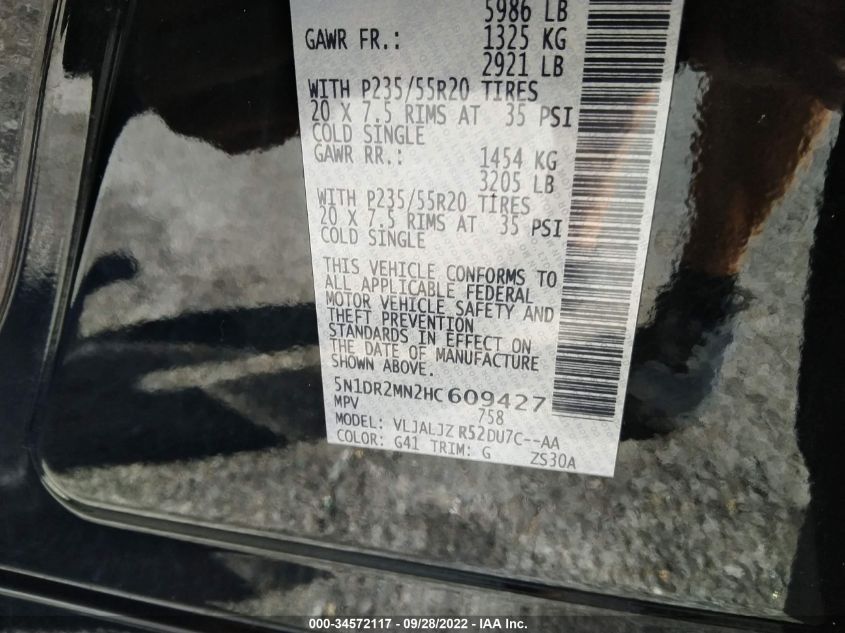 5986 LB
GAWR FR.: 1325 KG
2921 LB
WITH P235/55R20 TIRES
20 X 7.5 RIMS AT 35 PSI
COLD SINGLE
GAWR RR.: 1454 KG
3205 LB
WITH P235/55R20 TIRES
20 X 7.5 RIMS AT 35 PSI
COLD SINGLE
THIS VEHICLE CONFORMS TO
ALL APPLICABLE FEDERAL
MOTOR VEHICLE SAFETY AND
THEFT PREVENTION
STANDARDS IN EFFECT ON
THE DATE OF MANUFACTURE
SHOWN ABOVE.
5N1DR2MN2HC609427
MPV 758
MODEL: VLJALJZ R52DU7C--AA
COLOR: G41 TRIM: G ZS30A
000-34572117 - 09/28/2022 - IAA Inc.